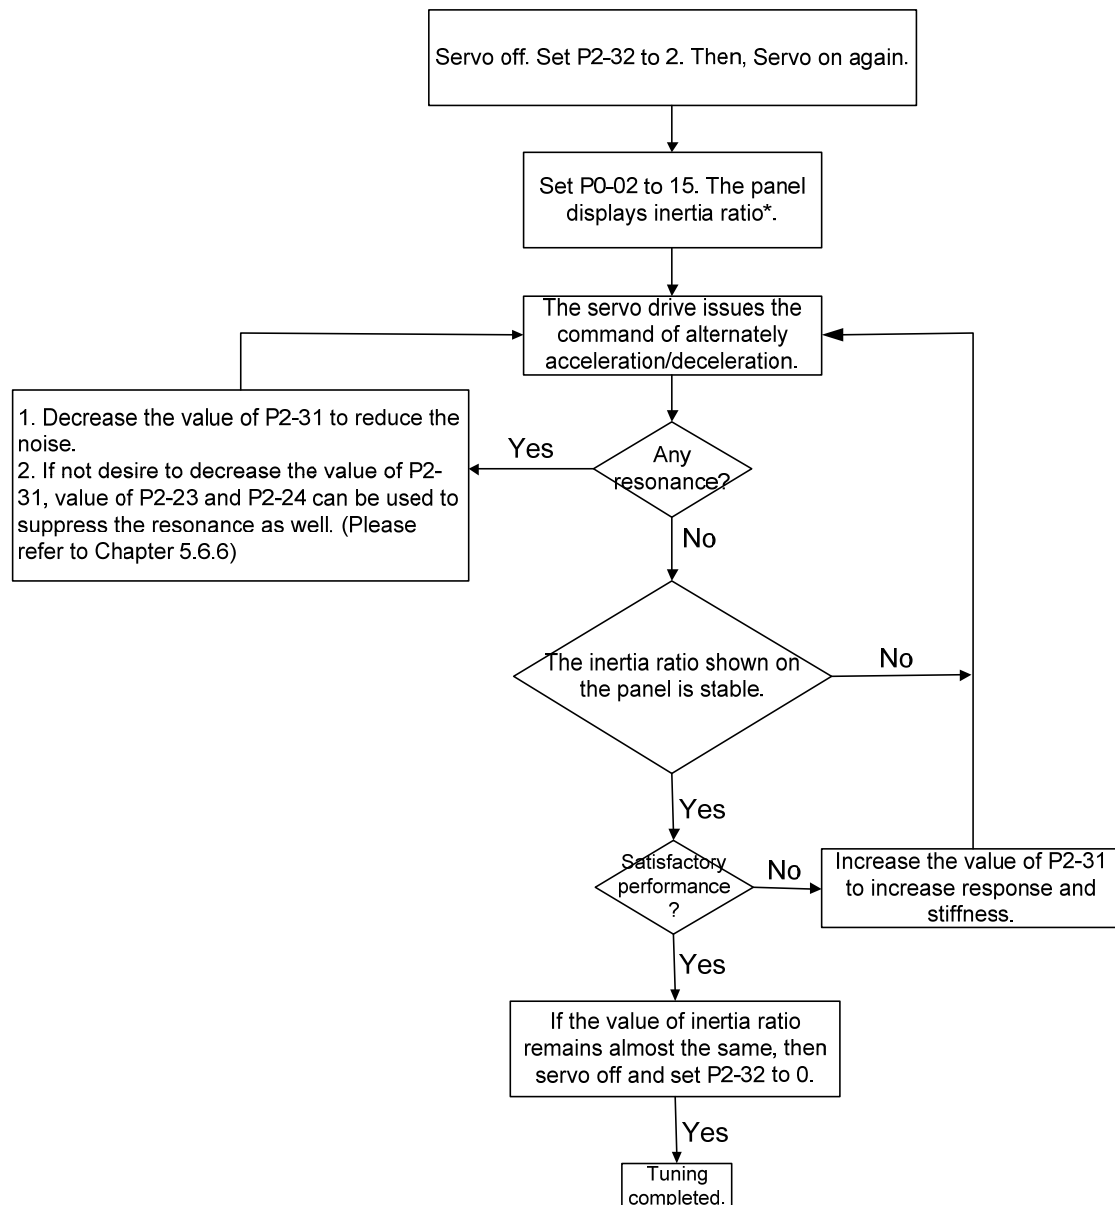 Servo off. Set P2-32 to 2. Then, Servo on again.
Set P0-02 to 15. The panel
displays inertia ratio*.
The servo drive issues the
command of alternately
acceleration/deceleration.
1. Decrease the value of P2-31 to reduce the
noise.
2. If not desire to decrease the value of P2-
31, value of P2-23 and P2-24 can be used to
suppress the resonance as well. (Please
refer to Chapter 5.6.6)
Yes
Any
resonance?
No
The inertia ratio shown on
the panel is stable.
No
Yes
Satisfactory
performance
?
No
Increase the value of P2-31
to increase response and
stiffness.
Yes
If the value of inertia ratio
remains almost the same, then
servo off and set P2-32 to 0.
Yes
Tuning
completed.